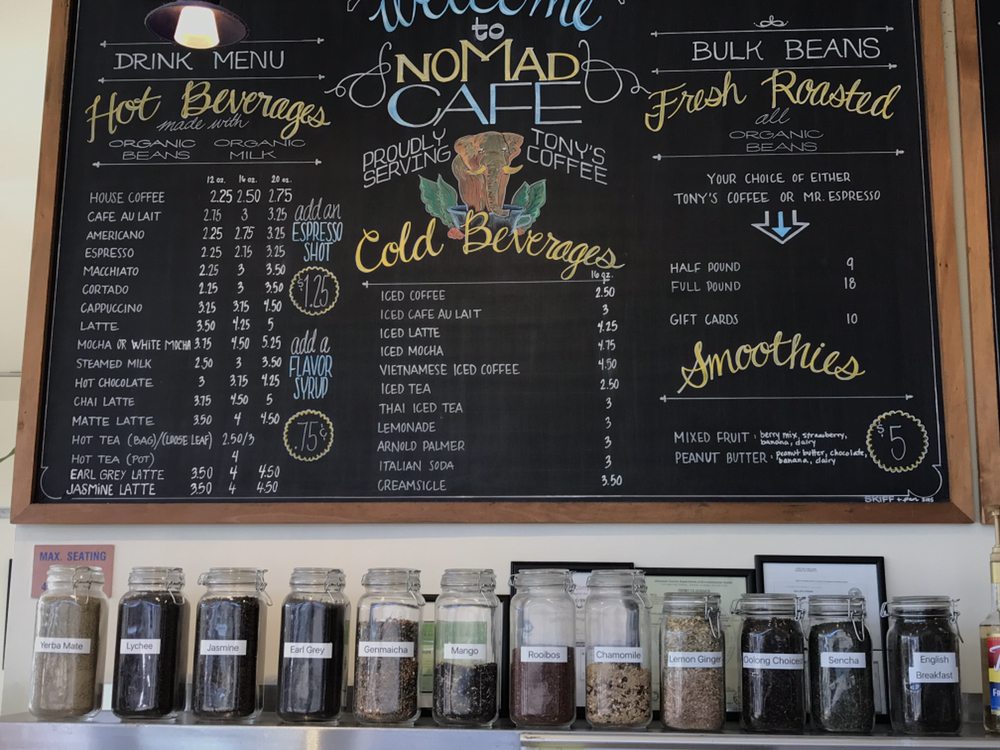 Welcome
to
NOMAD
CAFE
PROUDLY SERVING
TONY'S COFFEE
DRINK MENU
Hot Beverages
made with
ORGANIC BEANS
ORGANIC MILK
12 oz. 16 oz. 20 oz.
HOUSE COFFEE 2.25 2.50 2.75
CAFE AU LAIT 2.75 3 3.25
AMERICANO 2.25 2.75 3.25
ESPRESSO 2.25 2.75 3.25
MACCHIATO 2.25 3 3.50
CORTADO 2.25 3 3.50
CAPPUCCINO 3.25 3.75 4.50
LATTE 3.50 4.25 5
MOCHA OR WHITE MOCHA 3.75 4.50 5.25
STEAMED MILK 2.50 3 3.50
HOT CHOCOLATE 3 3.75 4.25
CHAI LATTE 3.75 4.50 5
MATTE LATTE 3.50 4 4.50
HOT TEA (BAG)/(LOOSE LEAF) 2.50/3
HOT TEA (POT) 4
EARL GREY LATTE 3.50 4 4.50
JASMINE LATTE 3.50 4 4.50
add an
ESPRESSO
SHOT
$1.25
add a
FLAVOR
SYRUP
.75¢
Cold Beverages
16 oz.
ICED COFFEE 2.50
ICED CAFE AU LAIT 3
ICED LATTE 4.25
ICED MOCHA 4.75
VIETNAMESE ICED COFFEE 4.50
ICED TEA 2.50
THAI ICED TEA 3
LEMONADE 3
ARNOLD PALMER 3
ITALIAN SODA 3
CREAMSICLE 3.50
BULK BEANS
Fresh Roasted
all
ORGANIC
BEANS
YOUR CHOICE OF EITHER
TONY'S COFFEE OR MR. ESPRESSO
HALF POUND 9
FULL POUND 18
GIFT CARDS 10
Smoothies
MIXED FRUIT : berry mix, strawberry,
banana, dairy
PEANUT BUTTER : peanut butter, chocolate,
banana, dairy
$5
SKIFF
MAX. SEATING
Yerba Mate
Lychee
Jasmine
Earl Grey
Genmaicha
Mango
Rooibos
Chamomile
Lemon Ginger
Oolong Choicest
Sencha
English
Breakfast